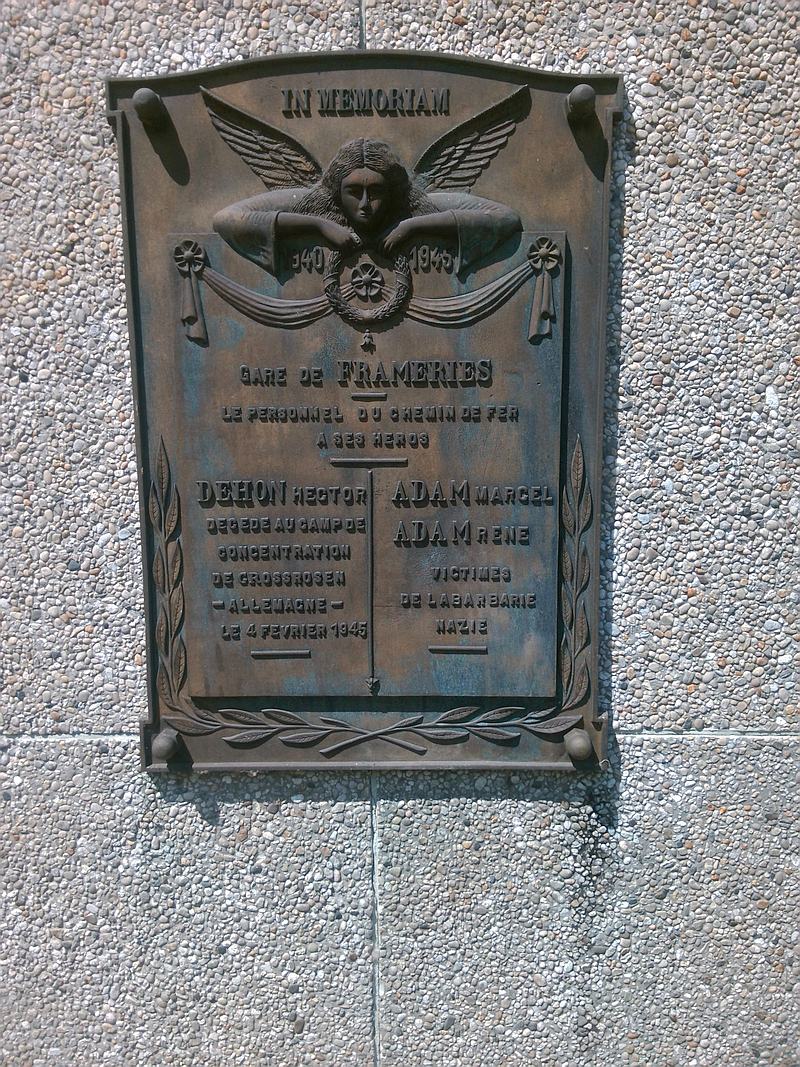 IN MEMORIAM
1940 1945
GARE DE FRAMERIES
LE PERSONNEL DU CHEMIN DE FER
A SES HEROS
DEHON HECTOR
DECEDE AU CAMP DE
CONCENTRATION
DE GROSSROSEN
- ALLEMAGNE -
LE 4 FEVRIER 1945
ADAM MARCEL
ADAM RENE
VICTIMES
DE LA BARBARIE
NAZIE